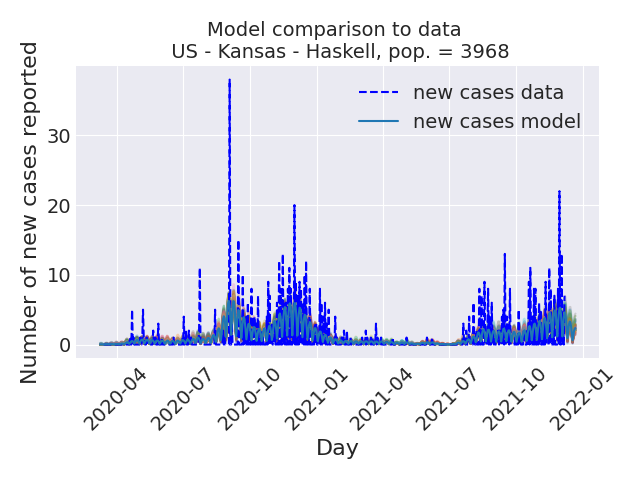 Model comparison to data
US - Kansas - Haskell, pop. = 3968
new cases data
new cases model
Number of new cases reported
30
20
10
0
2020-04
2020-07
2020-10
2021-01
2021-04
2021-07
2021-10
2022-01
Day